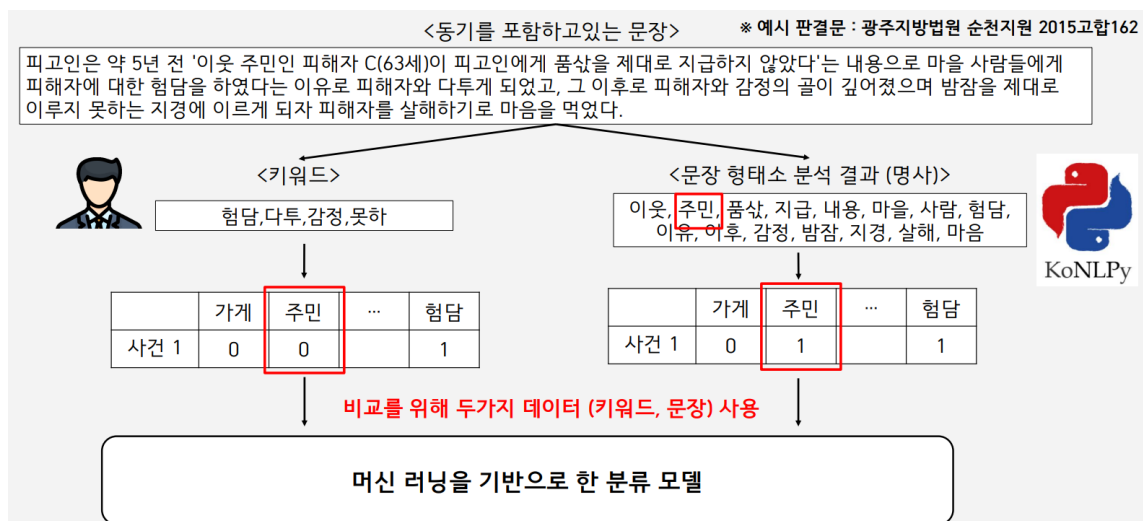 <동기를 포함하고있는 문장>
※ 예시 판결문 : 광주지방법원 순천지원 2015고합162
피고인은 약 5년 전 '이웃 주민인 피해자 C(63세)이 피고인에게 품삯을 제대로 지급하지 않았다'는 내용으로 마을 사람들에게
피해자에 대한 험담을 하였다는 이유로 피해자와 다투게 되었고, 그 이후로 피해자와 감정의 골이 깊어졌으며 밤잠을 제대로
이루지 못하는 지경에 이르게 되자 피해자를 살해하기로 마음을 먹었다.
<키워드>
험담,다투,감정,못하
<문장 형태소 분석 결과 (명사)>
이웃, 주민, 품삯, 지급, 내용, 마을, 사람, 험담,
이유, 이후, 감정, 밤잠, 지경, 살해, 마음
KoNLPy
가게 주민 ... 험담
사건 1 0 0 1
가게 주민 ... 험담
사건 1 0 1 1
비교를 위해 두가지 데이터 (키워드, 문장) 사용
머신 러닝을 기반으로 한 분류 모델